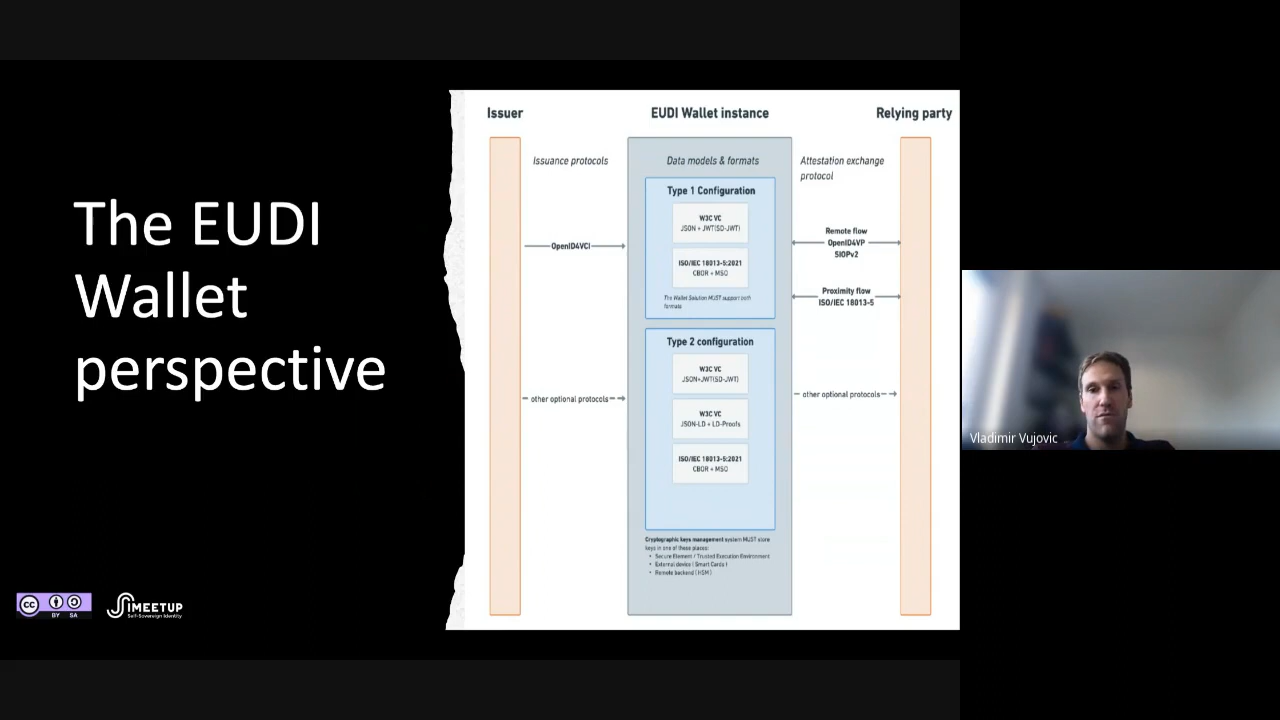 The EUDI
Wallet
perspective
Issuer
EUDI Wallet instance
Relying party
Issuance protocols
Data models & formats
Attestation exchange
protocol
Type 1 Configuration
W3C VC
JSON + JWT(SD-JWT)
ISO/IEC 18013-5:2021
CBOR + MSO
The Wallet Solution MUST support both
formats
OpenID4VCI
Remote flow
OpenID4VP
SIOPv2
Proximity flow
ISO/IEC 18013-5
Type 2 configuration
W3C VC
JSON+JWT(SD-JWT)
W3C VC
JSON-LD + LD-Proofs
ISO/IEC 18013-5:2021
CBOR + MSO
other optional protocols
other optional protocols
Cryptographic keys management system MUST store
keys in one of these places:
• Secure Element / Trusted Execution Environment
• External device ( Smart Cards )
• Remote backend ( HSM )
cc
BY SA
SSIMEETUP
Self-Sovereign Identity
Vladimir Vujovic